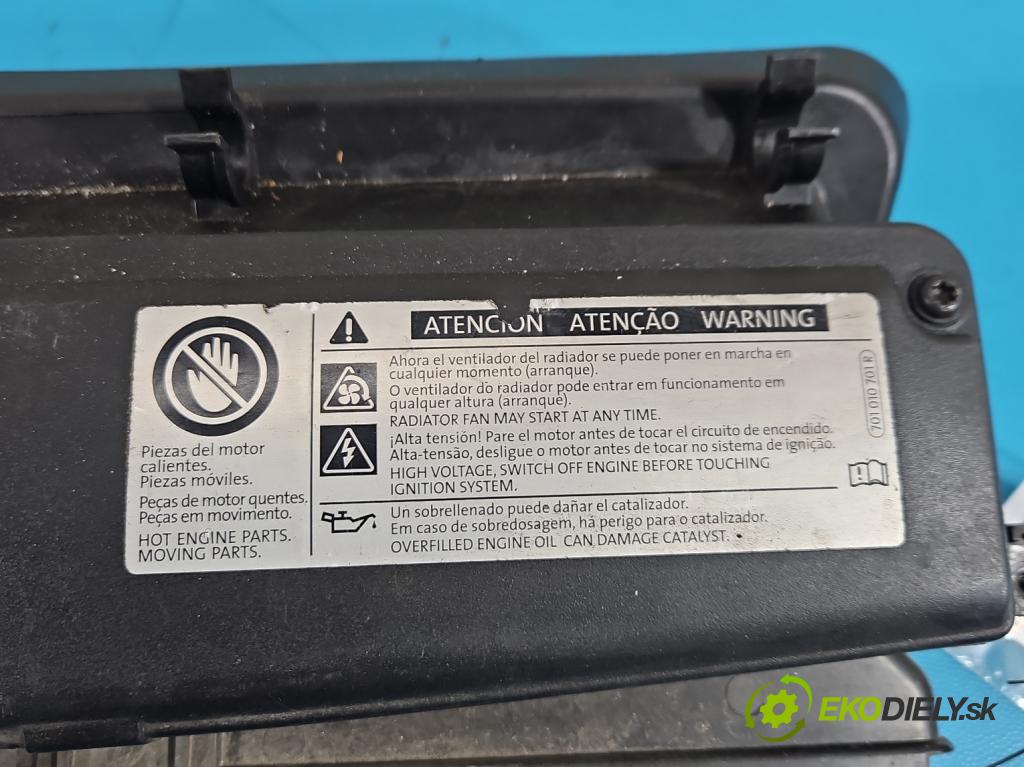 ATENCIÓN ATENÇÃO WARNING
Ahora el ventilador del radiador se puede poner en marcha en
cualquier momento (arranque).
O ventilador do radiador pode entrar em funcionamento em
qualquer altura (arranque).
RADIATOR FAN MAY START AT ANY TIME.
¡Alta tensión! Pare el motor antes de tocar el circuito de encendido.
Alta-tensão, desligue o motor antes de tocar no sistema de ignição.
HIGH VOLTAGE, SWITCH OFF ENGINE BEFORE TOUCHING
IGNITION SYSTEM.
Un sobrellenado puede dañar el catalizador.
Em caso de sobredosagem, há perigo para o catalizador.
OVERFILLED ENGINE OIL CAN DAMAGE CATALYST.
Piezas del motor
calientes.
Piezas móviles.
Peças de motor quentes.
Peças em movimento.
HOT ENGINE PARTS.
MOVING PARTS.
701 010 701 R
EKODIELY.sk